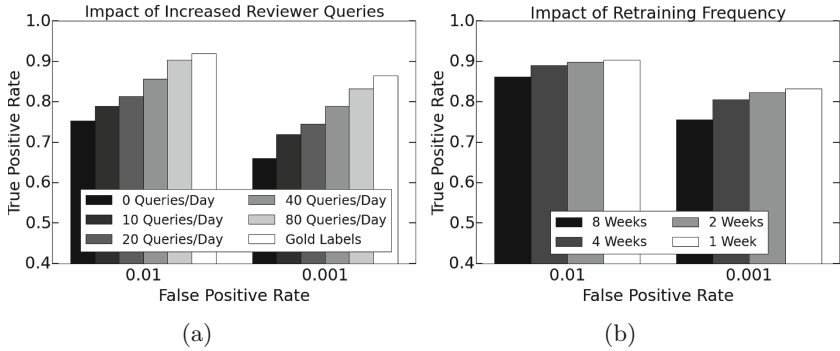 Impact of Increased Reviewer Queries
1.0
0.9
0.8
0.7
0.6
0.5
0.4
True Positive Rate
0 Queries/Day
10 Queries/Day
20 Queries/Day
40 Queries/Day
80 Queries/Day
Gold Labels
0.01
0.001
False Positive Rate
(a)
Impact of Retraining Frequency
1.0
0.9
0.8
0.7
0.6
0.5
0.4
True Positive Rate
8 Weeks
4 Weeks
2 Weeks
1 Week
0.01
0.001
False Positive Rate
(b)